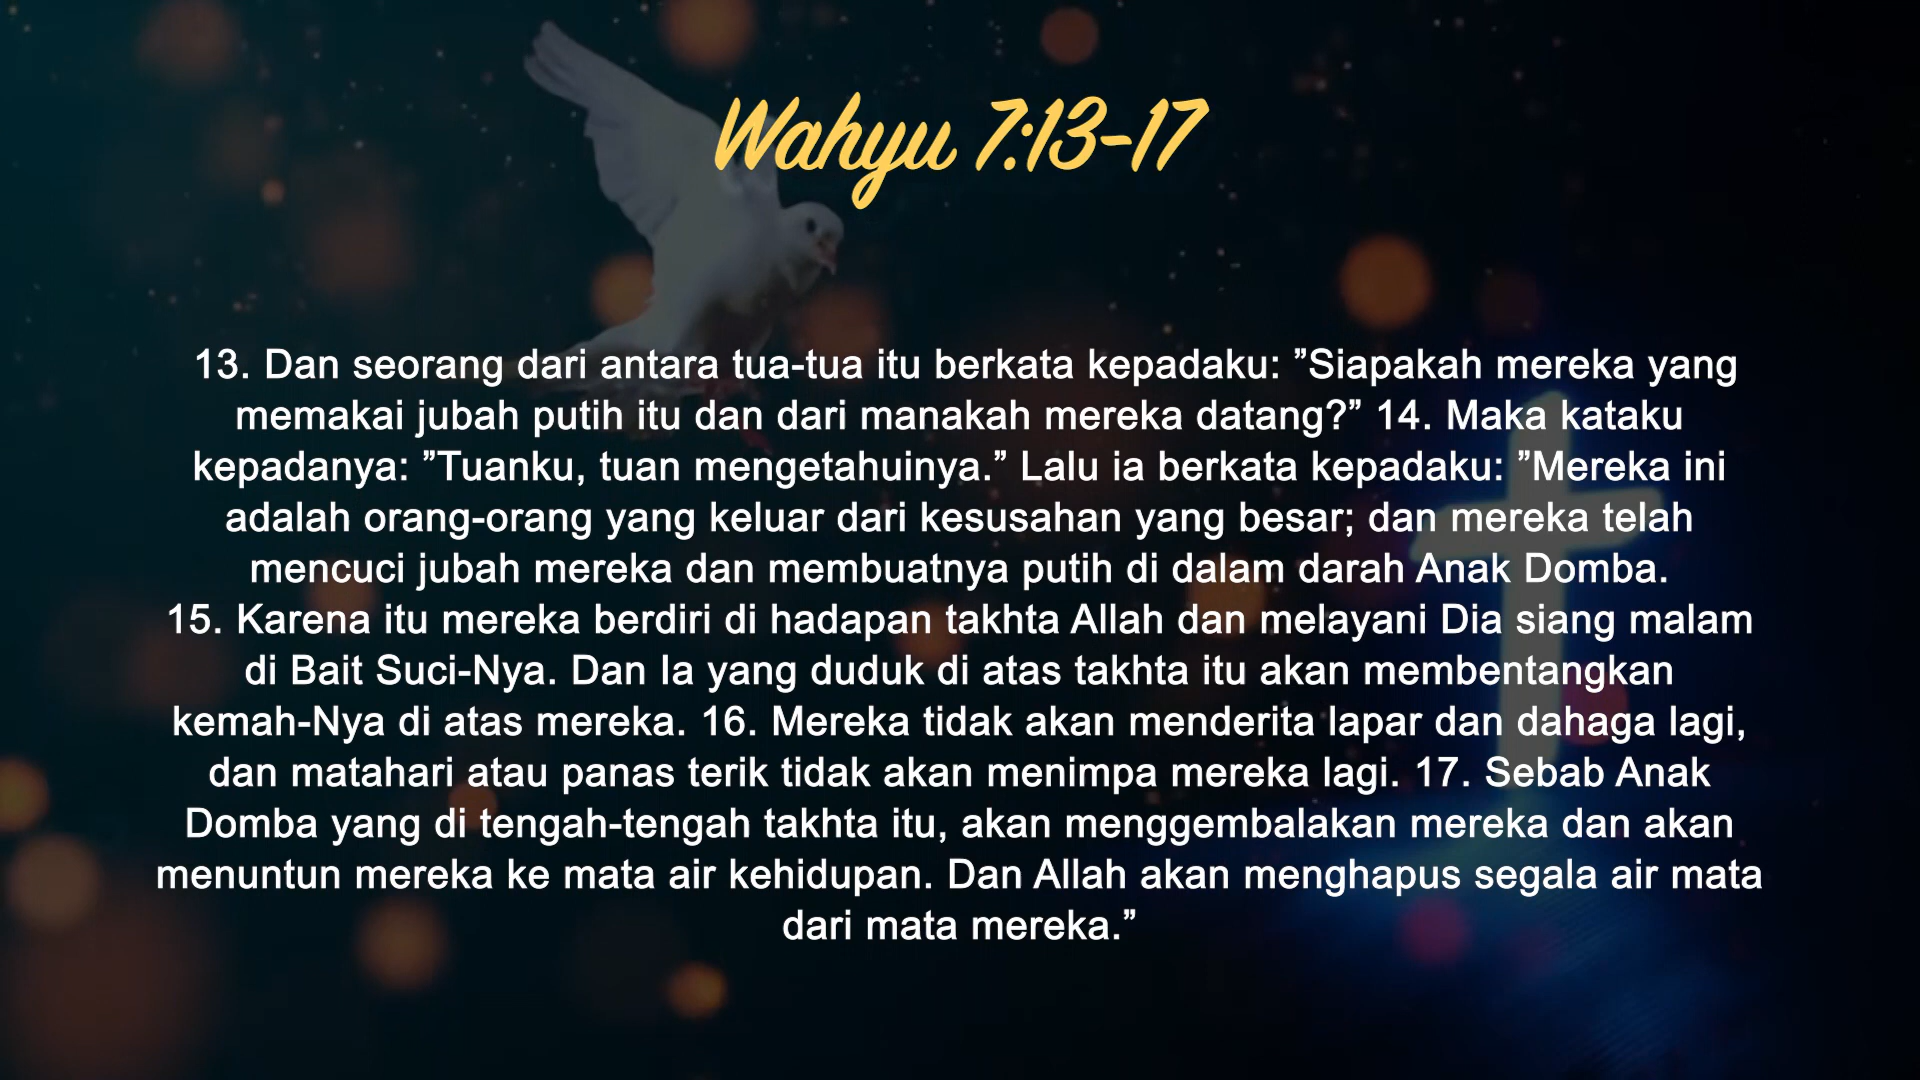 Wahyu 7:13-17
13. Dan seorang dari antara tua-tua itu berkata kepadaku: ”Siapakah mereka yang
memakai jubah putih itu dan dari manakah mereka datang?” 14. Maka kataku
kepadanya: ”Tuanku, tuan mengetahuinya.” Lalu ia berkata kepadaku: ”Mereka ini
adalah orang-orang yang keluar dari kesusahan yang besar; dan mereka telah
mencuci jubah mereka dan membuatnya putih di dalam darah Anak Domba.
15. Karena itu mereka berdiri di hadapan takhta Allah dan melayani Dia siang malam
di Bait Suci-Nya. Dan Ia yang duduk di atas takhta itu akan membentangkan
kemah-Nya di atas mereka. 16. Mereka tidak akan menderita lapar dan dahaga lagi,
dan matahari atau panas terik tidak akan menimpa mereka lagi. 17. Sebab Anak
Domba yang di tengah-tengah takhta itu, akan menggembalakan mereka dan akan
menuntun mereka ke mata air kehidupan. Dan Allah akan menghapus segala air mata
dari mata mereka.”